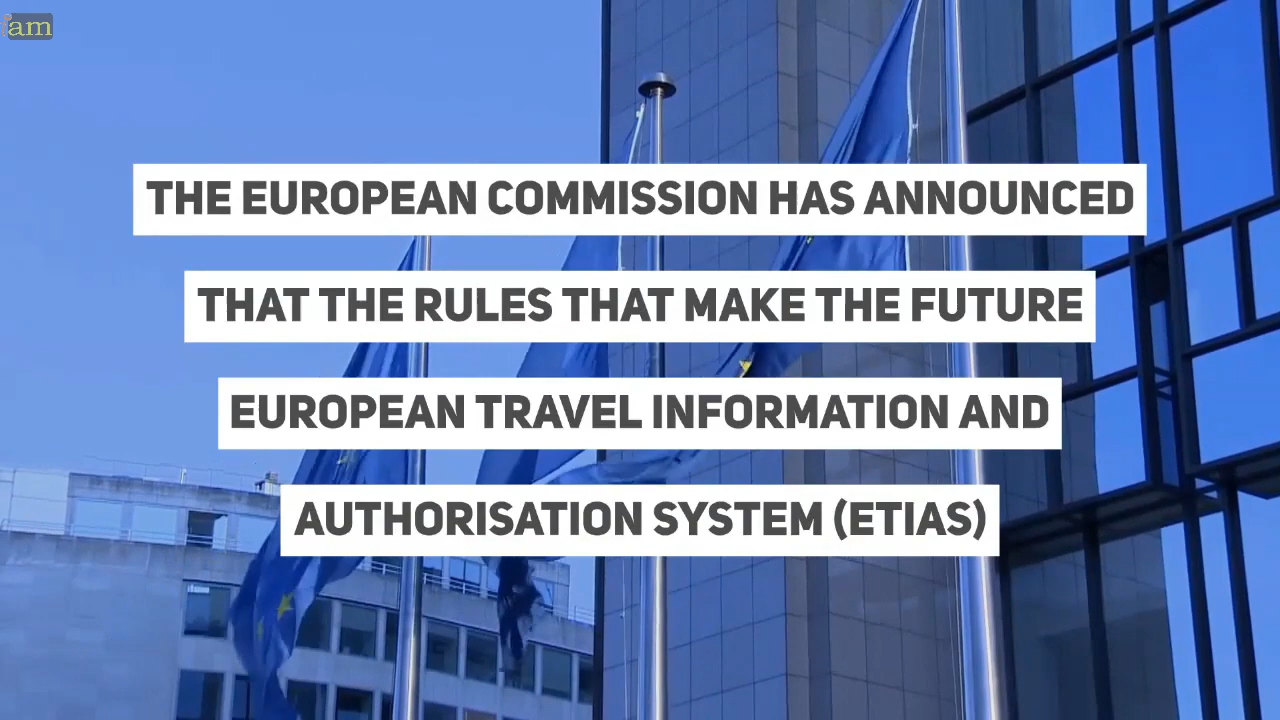 am
THE EUROPEAN COMMISSION HAS ANNOUNCED
THAT THE RULES THAT MAKE THE FUTURE
EUROPEAN TRAVEL INFORMATION AND
AUTHORISATION SYSTEM (ETIAS)